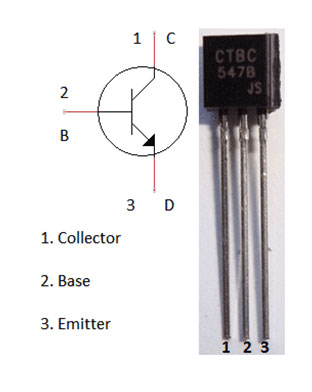 1 C
2
B
3 D
1. Collector
2. Base
3. Emitter
CTBC
547B
JS
1 2 3